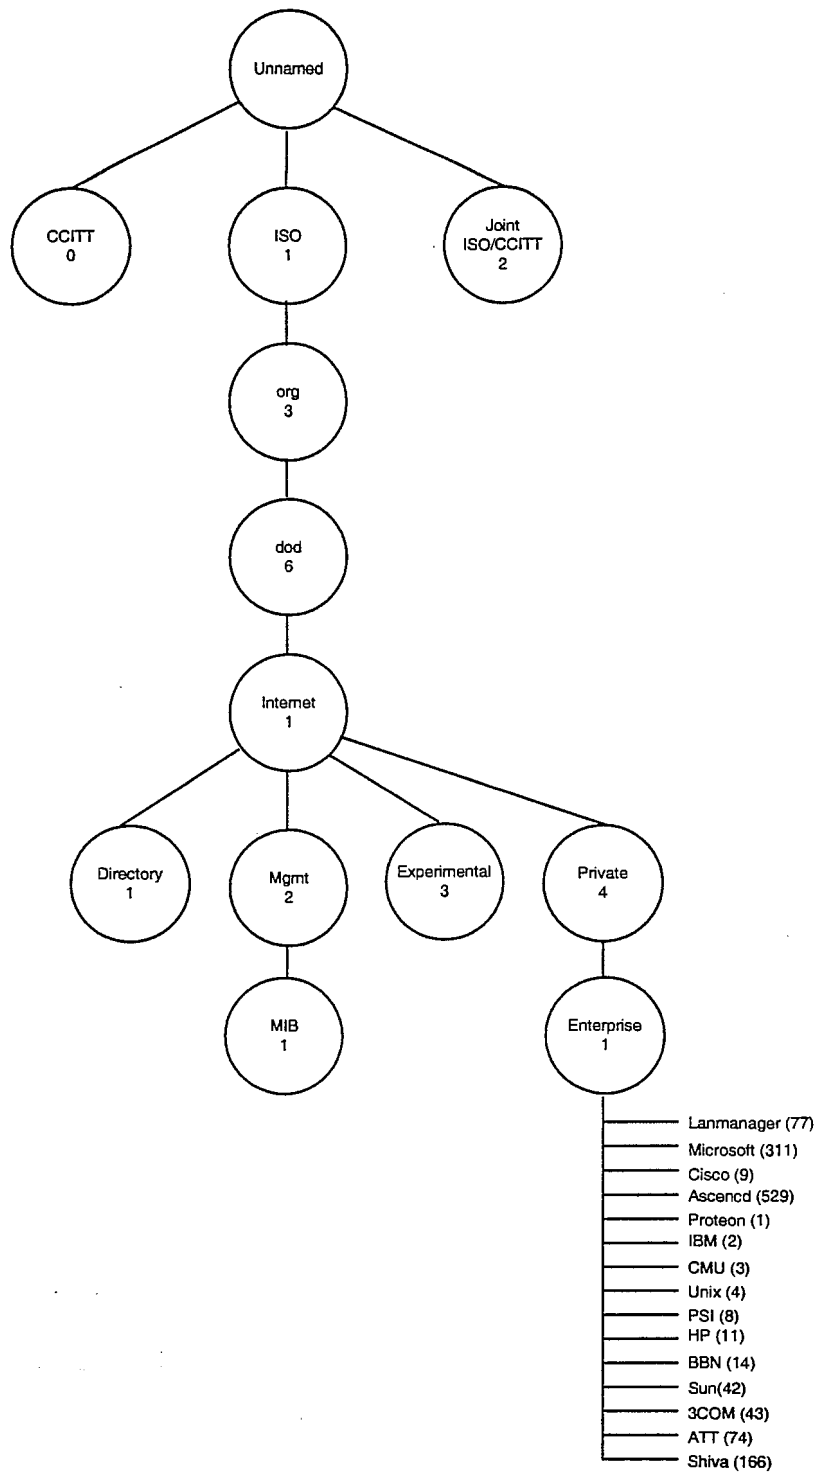 Unnamed
CCITT
0
ISO
1
Joint
ISO/CCITT
2
org
3
dod
6
Internet
1
Directory
1
Mgmt
2
Experimental
3
Private
4
MIB
1
Enterprise
1
Lanmanager (77)
Microsoft (311)
Cisco (9)
Ascencd (529)
Proteon (1)
IBM (2)
CMU (3)
Unix (4)
PSI (8)
HP (11)
BBN (14)
Sun(42)
3COM (43)
ATT (74)
Shiva (166)